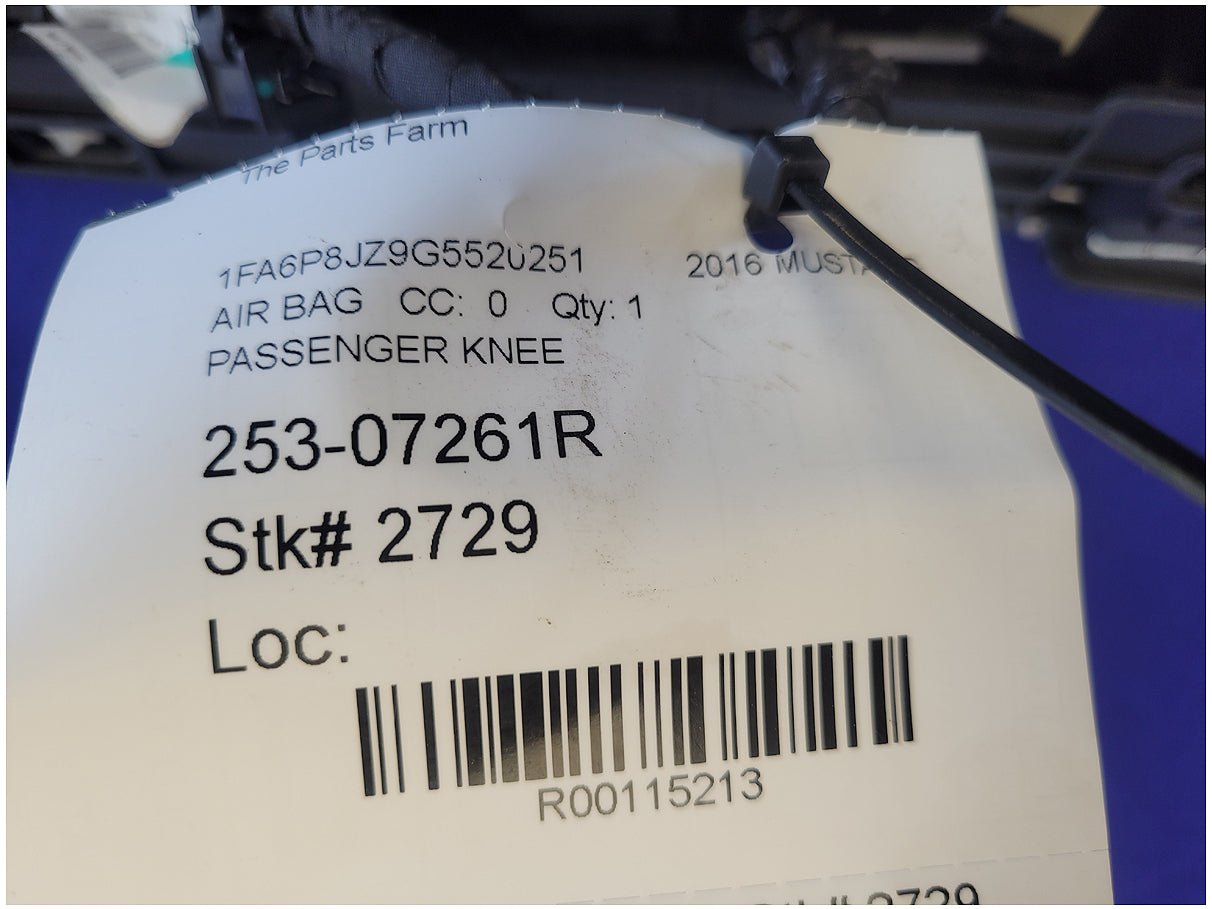 The Parts Farm
1FA6P8JZ9G5520251 2016
AIR BAG CC: 0 Qty: 1
PASSENGER KNEE
253-07261R
Stk# 2729
Loc:
R00115213
2729